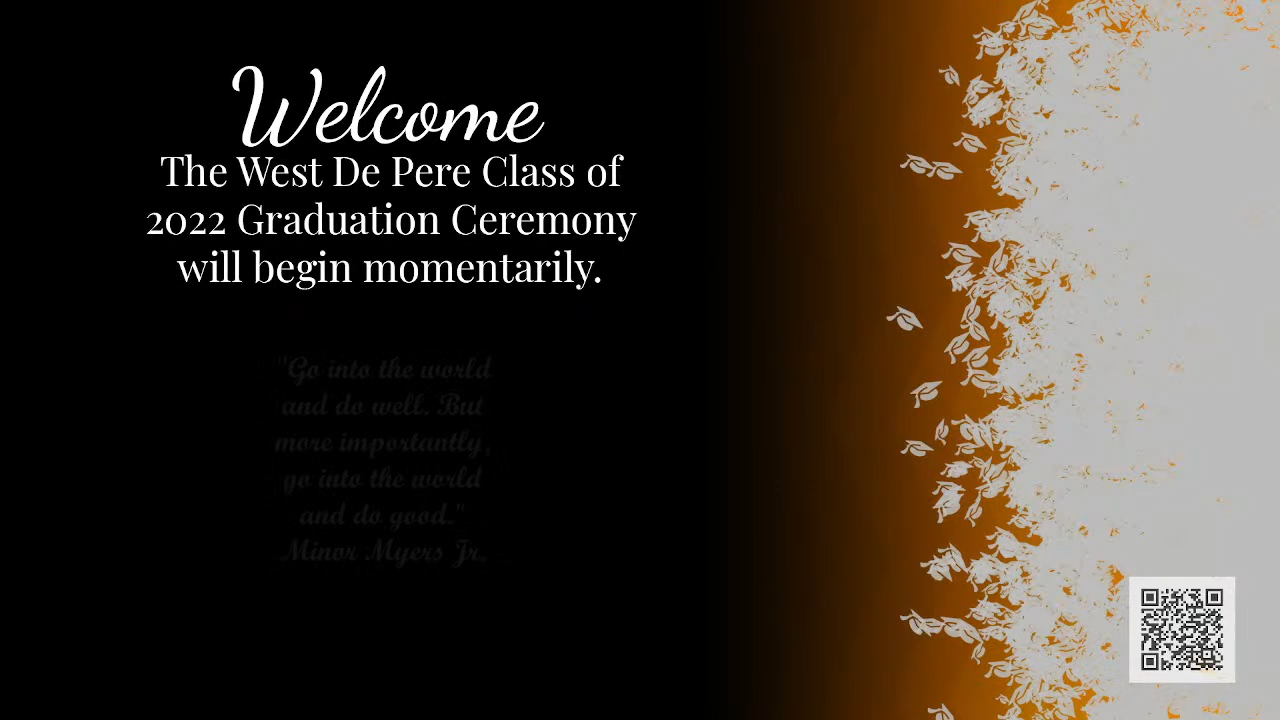 Welcome
The West De Pere Class of
2022 Graduation Ceremony
will begin momentarily.
"Go into the world
and do well. But
more importantly,
go into the world
and do good."
Minor Myers Jr.